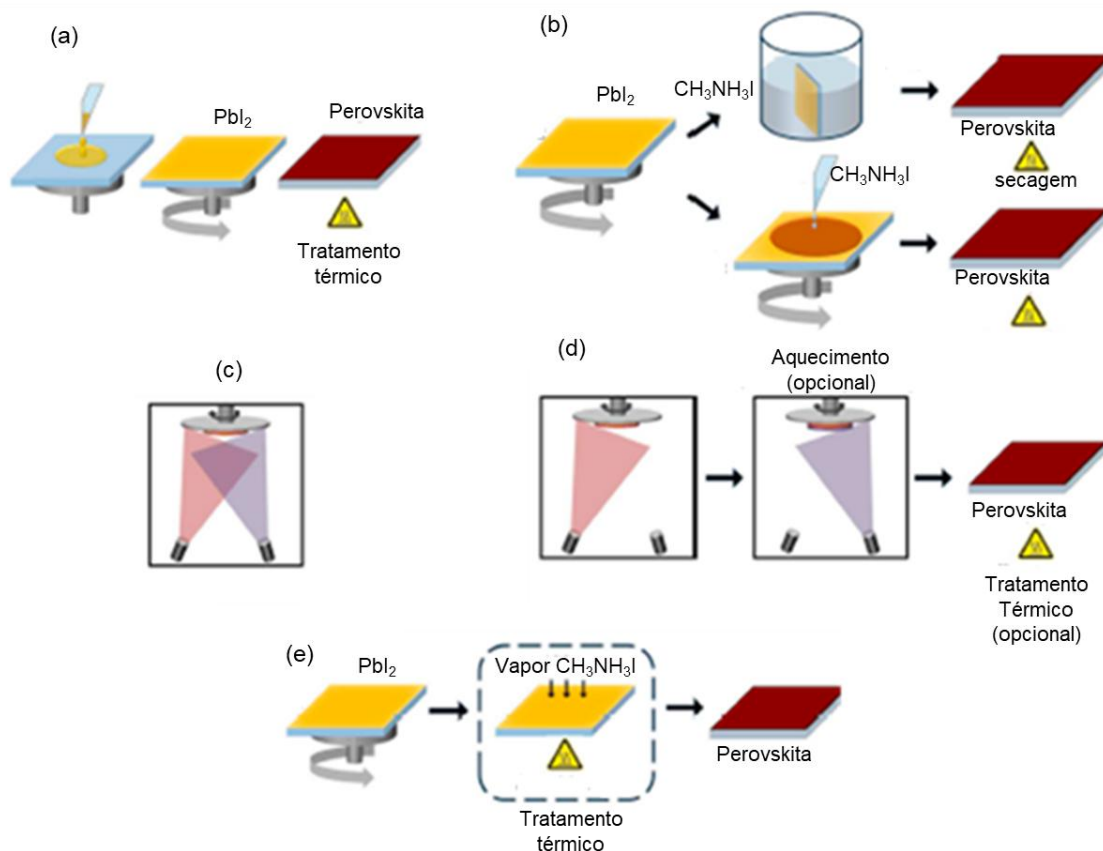 (a)
PbI₂
Perovskita
Tratamento
térmico
(b)
PbI₂
CH₃NH₃I
Perovskita
secagem
CH₃NH₃I
Perovskita
(c)
(d)
Aquecimento
(opcional)
Perovskita
Tratamento
Térmico
(opcional)
(e)
PbI₂
Vapor CH₃NH₃I
Tratamento
térmico
Perovskita